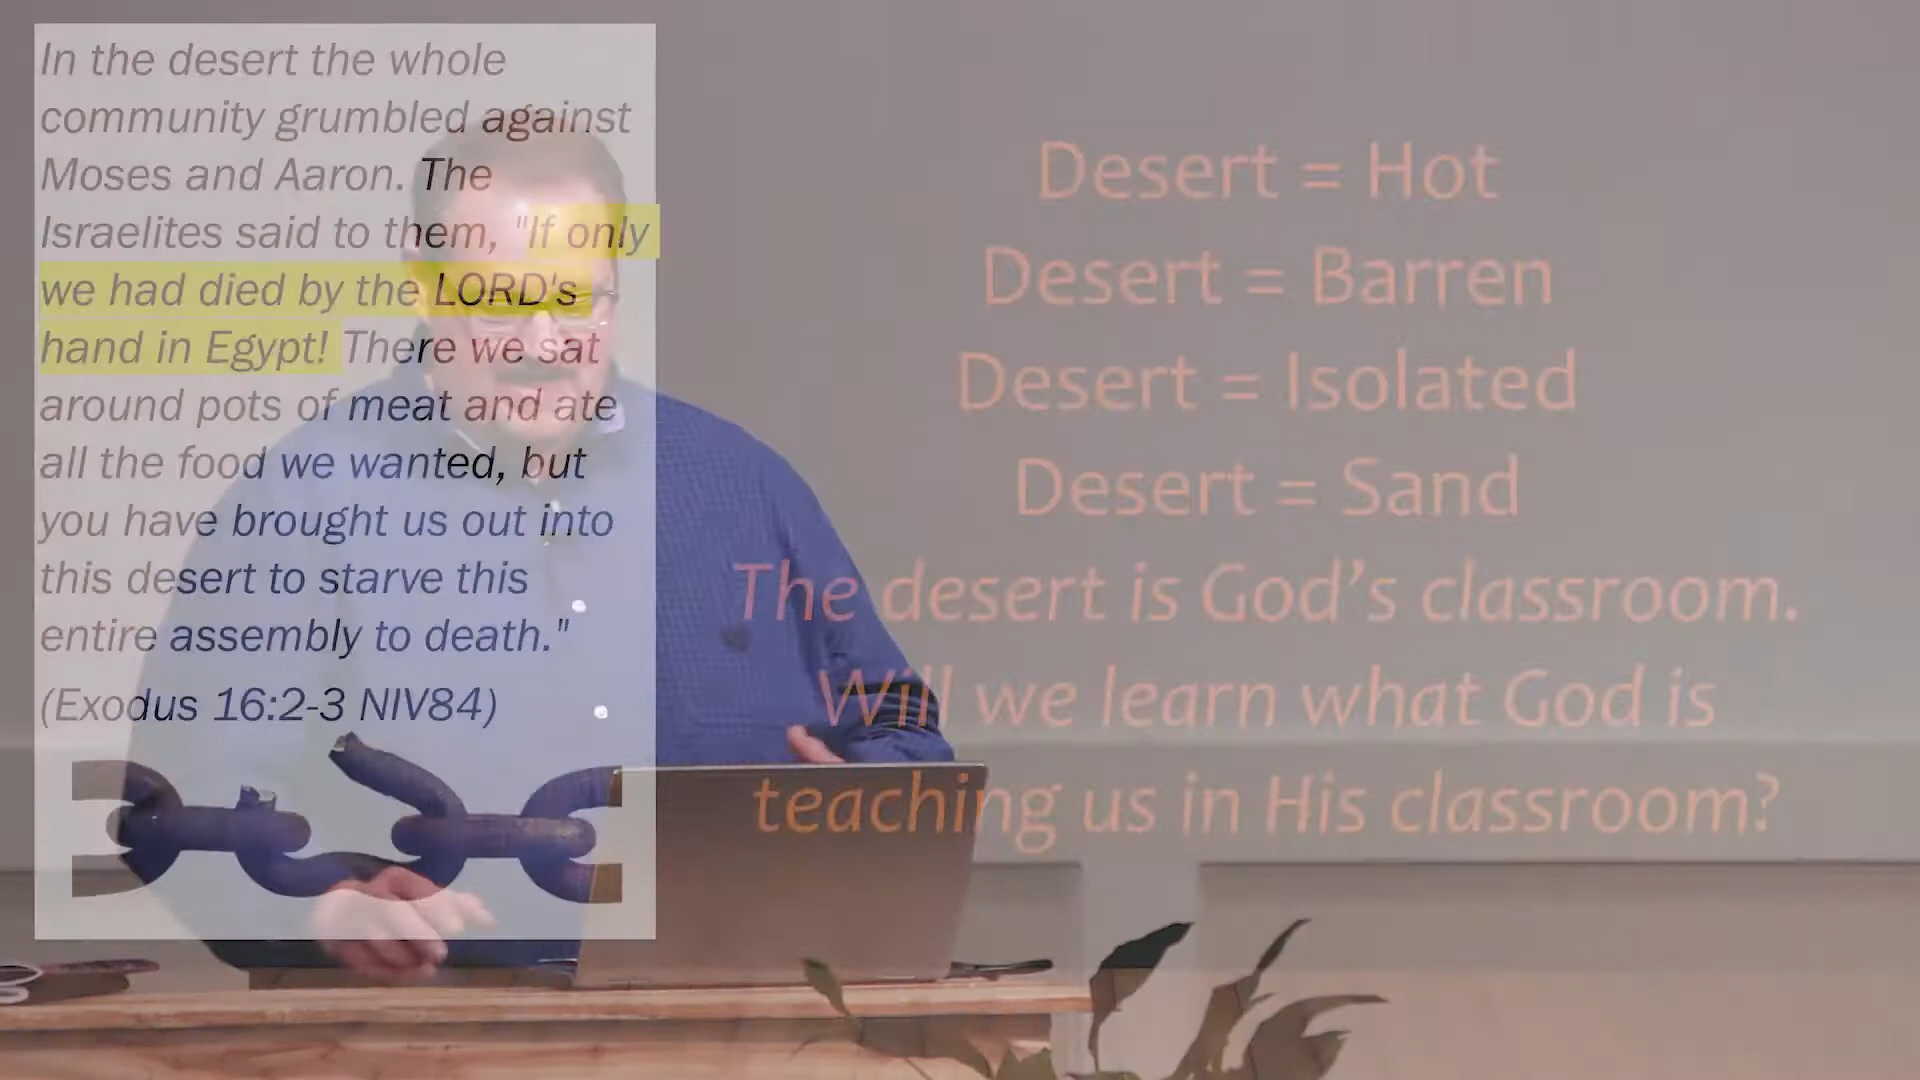 In the desert the whole
community grumbled against
Moses and Aaron. The
Israelites said to them, "If only
we had died by the LORD's
hand in Egypt! There we sat
around pots of meat and ate
all the food we wanted, but
you have brought us out into
this desert to starve this
entire assembly to death."
(Exodus 16:2-3 NIV84)
Desert = Hot
Desert = Barren
Desert = Isolated
Desert = Sand
The desert is God’s classroom.
Will we learn what God is
teaching us in His classroom?